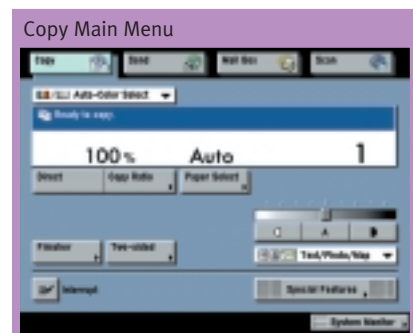 Copy Main Menu
Copy Send Mail Box Scan
Auto-Color Select
Ready to copy.
100% Auto 1
Direct Copy Ratio Paper Select
A
Finisher Two-sided Text/Photo/Map
Interrupt Special Features
System Monitor